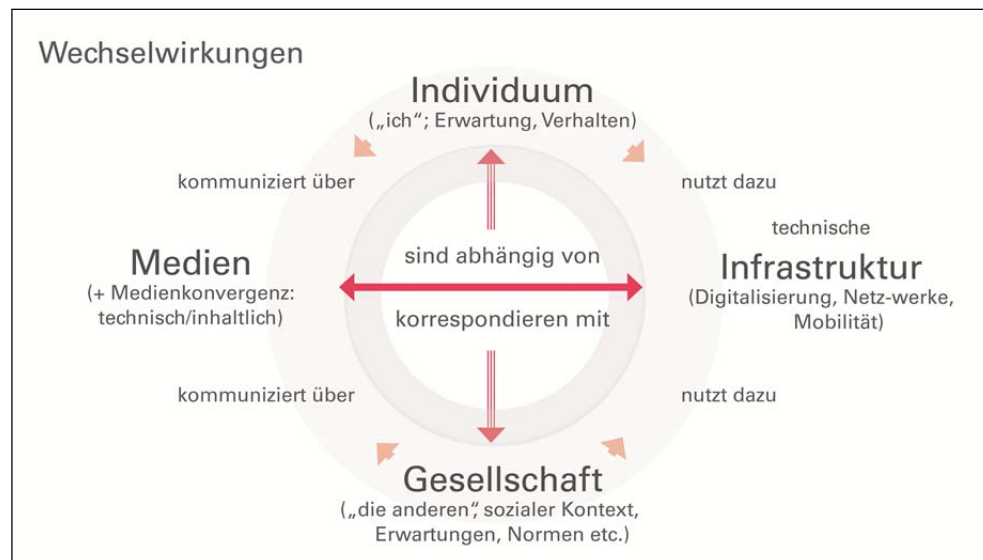 Wechselwirkungen
Individuum
(„ich“; Erwartung, Verhalten)
kommuniziert über
nutzt dazu
technische
sind abhängig von
Medien
Infrastruktur
(+ Medienkonvergenz:
technisch/inhaltlich)
(Digitalisierung, Netz-werke,
Mobilität)
korrespondieren mit
kommuniziert über
nutzt dazu
Gesellschaft
(„die anderen“, sozialer Kontext,
Erwartungen, Normen etc.)